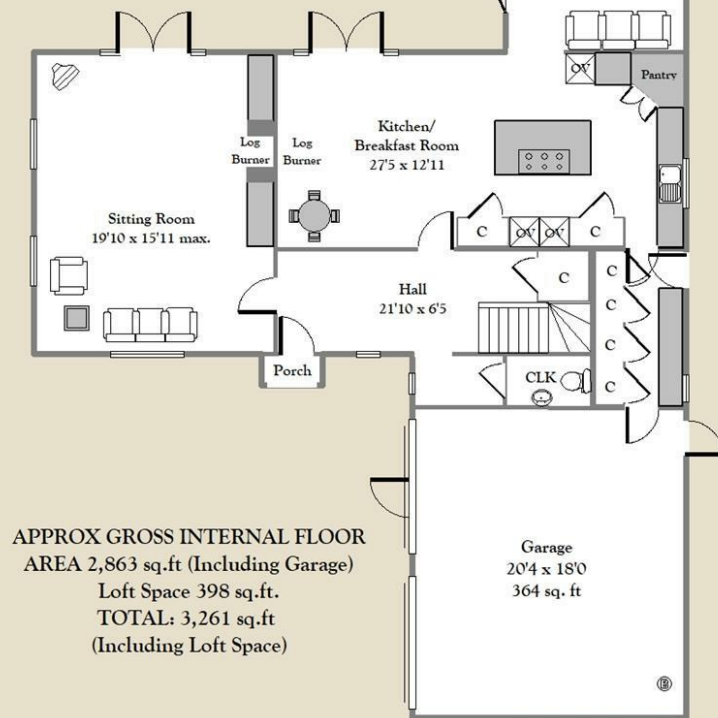 OV
Pantry
Kitchen/
Breakfast Room
27'5 x 12'11
Log
Burner
Log
Burner
Sitting Room
19'10 x 15'11 max.
C
OV
OV
C
Hall
21'10 x 6'5
C
C
C
C
C
Porch
CLK
APPROX GROSS INTERNAL FLOOR
AREA 2,863 sq.ft (Including Garage)
Loft Space 398 sq.ft.
TOTAL: 3,261 sq.ft
(Including Loft Space)
Garage
20'4 x 18'0
364 sq. ft
B